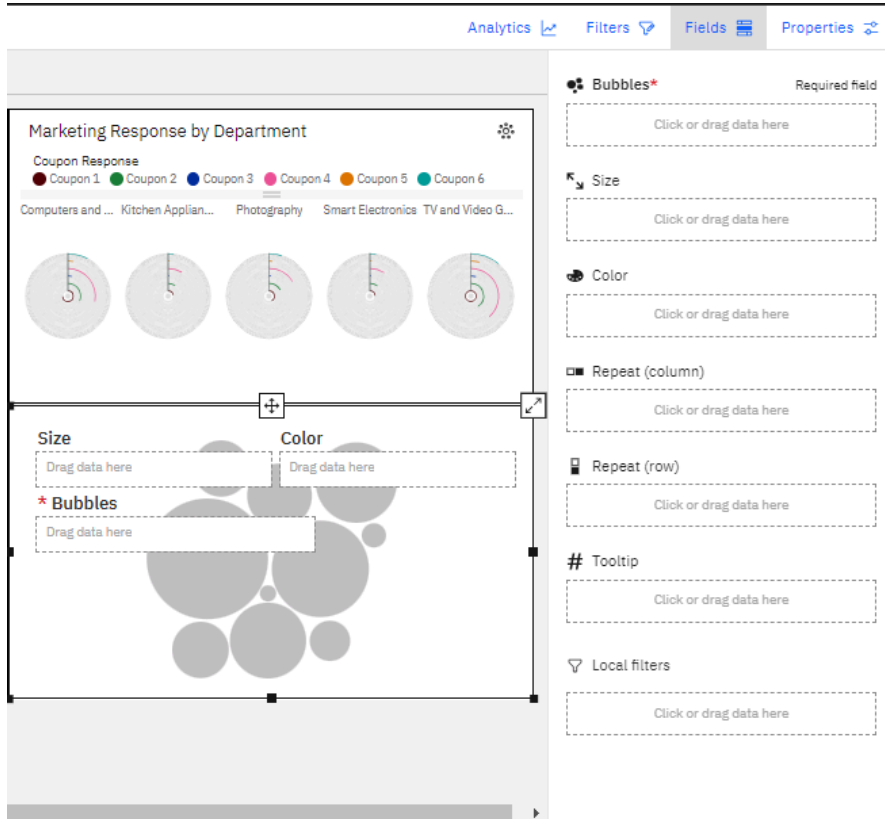 Analytics Filters Fields Properties
Bubbles* Required field
Click or drag data here
Size
Click or drag data here
Color
Click or drag data here
Repeat (column)
Click or drag data here
Repeat (row)
Click or drag data here
Tooltip
Click or drag data here
Local filters
Click or drag data here
Marketing Response by Department
Coupon Response
Coupon 1 Coupon 2 Coupon 3 Coupon 4 Coupon 5 Coupon 6
Computers and ... Kitchen Applian... Photography Smart Electronics TV and Video G...
Size Color
Drag data here Drag data here
* Bubbles
Drag data here